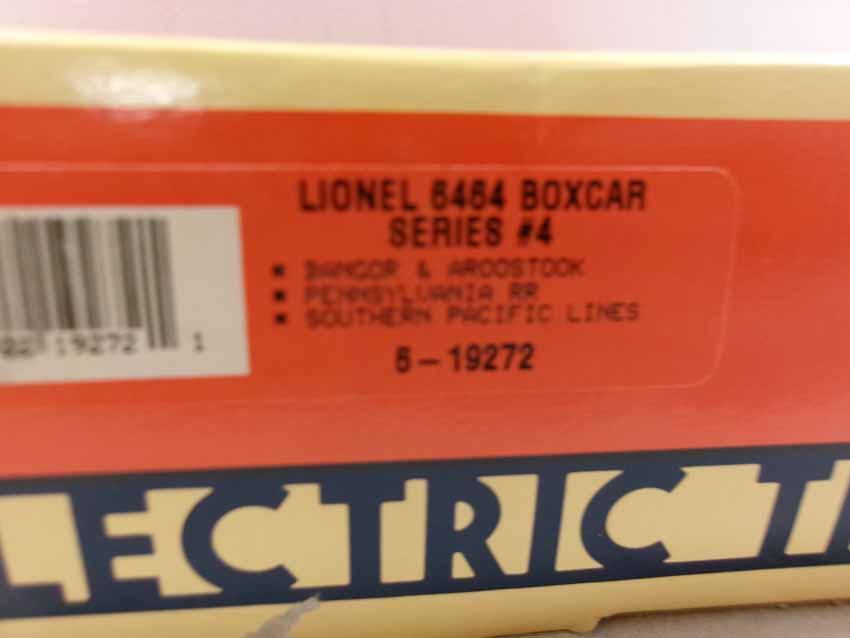 LIONEL 6464 BOXCAR
SERIES #4
▪ BANGOR & AROOSTOOK
▪ PENNSYLVANIA RR
▪ SOUTHERN PACIFIC LINES
6-19272
19272 1
LECTRIC T